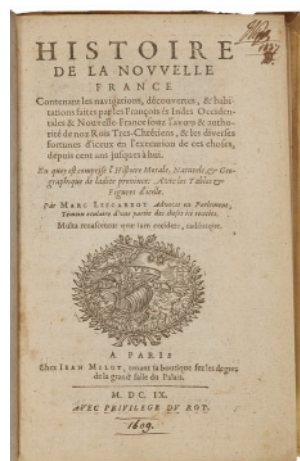 HISTOIRE
DE LA NOVVELLE
FRANCE
Contenant les navigations, découvertes, & habi-
tations faites par les François és Indes Occiden-
tales & Nouvelle-France souz l'avœu & autho-
rité de noz Rois Tres-Chrétiens, & les diverses
fortunes d'iceux en l'execution de ces choses,
depuis cent ans jusques à hui.
En quoy est comprise l'Histoire Morale, Naturele, & Geo-
graphique de ladite province: Avec les Tables &
Figures d'icelle.
Par MARC LESCARBOT Advocat en Parlement,
Témoin oculaire d'vne partie des choses ici recitées.
Multa renascentur quæ iam cecidere, cadéntque.
A PARIS
Chez IEAN MILOT, tenant sa boutique sur les degrez
de la grand' salle du Palais.
M. DC. IX.
AVEC PRIVILEGE DV ROY.
1609.